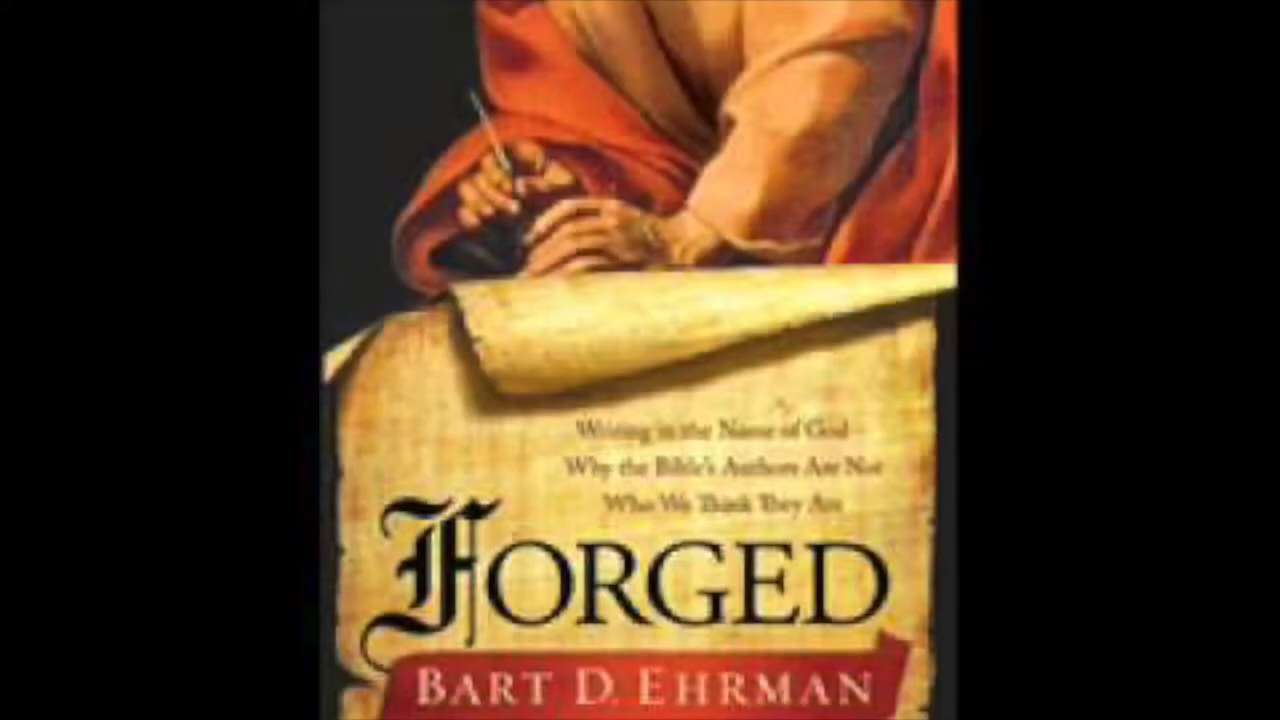 Writing in the Name of God
Why the Bible's Authors Are Not
Who We Think They Are
FORGED
BART D. EHRMAN